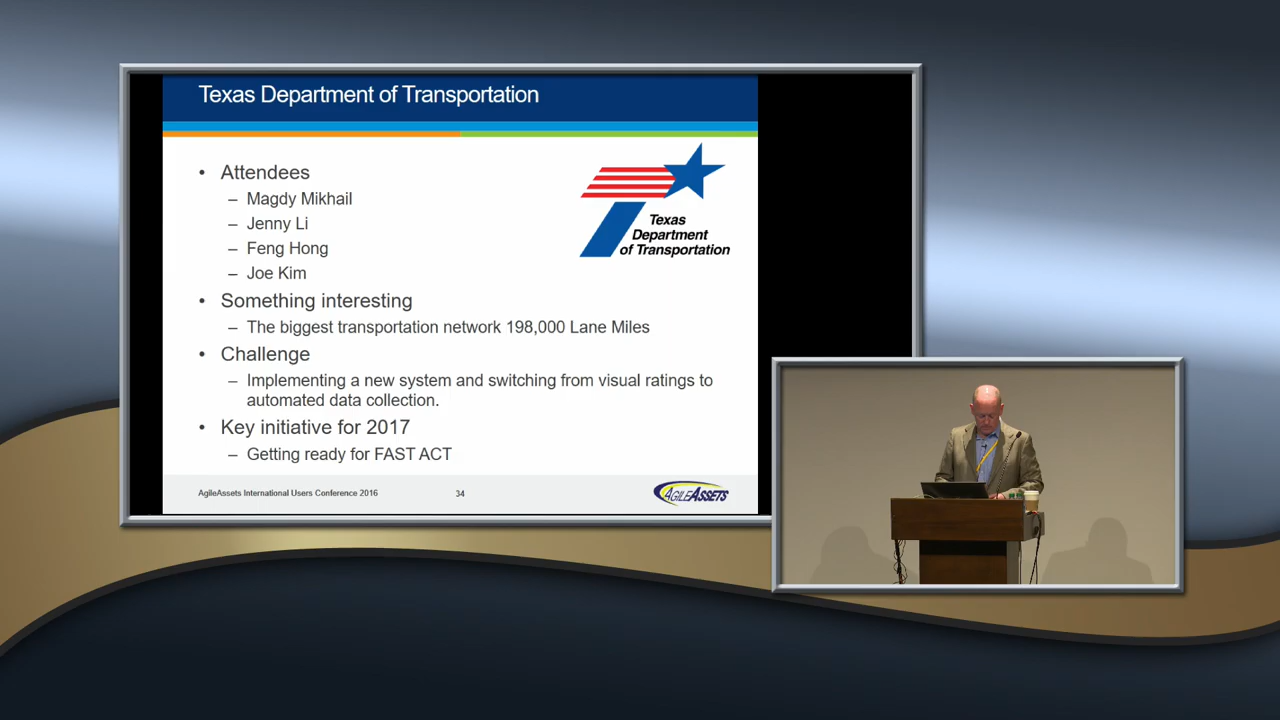 Texas Department of Transportation
• Attendees
– Magdy Mikhail
– Jenny Li
– Feng Hong
– Joe Kim
Texas
Department
of Transportation
• Something interesting
– The biggest transportation network 198,000 Lane Miles
• Challenge
– Implementing a new system and switching from visual ratings to
automated data collection.
• Key initiative for 2017
– Getting ready for FAST ACT
AgileAssets International Users Conference 2016
34
AGILEASSETS